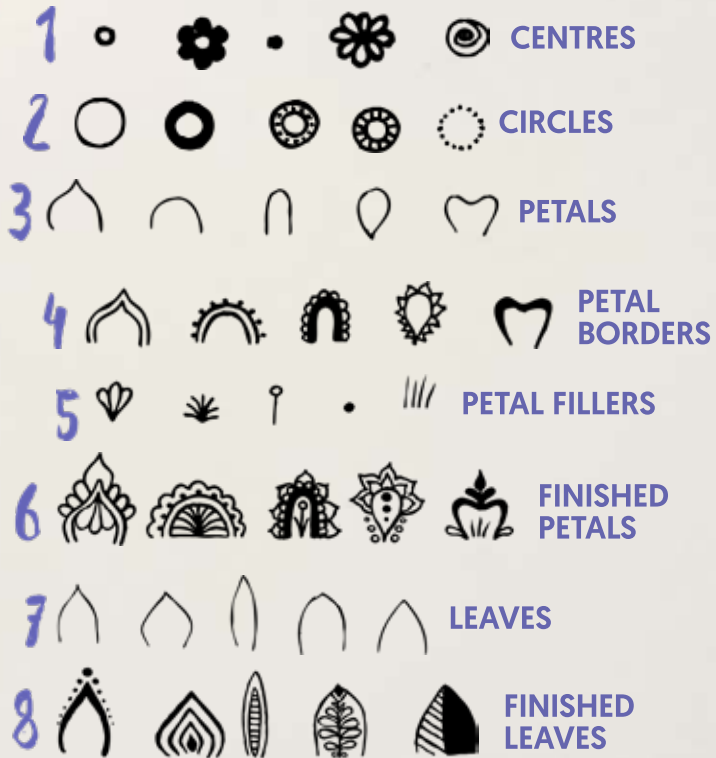 1 CENTRES
2 CIRCLES
3 PETALS
4 PETAL
BORDERS
5 PETAL FILLERS
6 FINISHED
PETALS
7 LEAVES
8 FINISHED
LEAVES